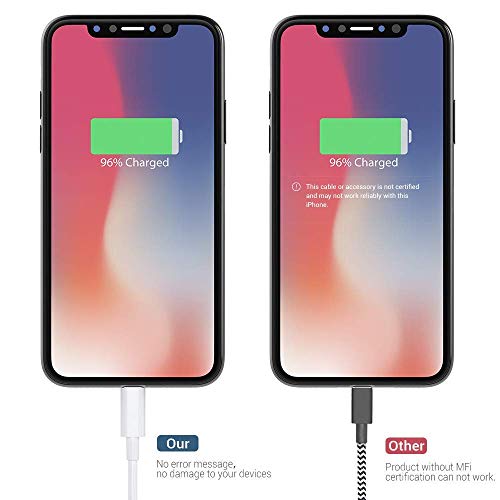 96% Charged
96% Charged
This cable or accessory is not certified
and may not work reliably with this
iPhone.
Our
No error message,
no damage to your devices
Other
Product without MFi
certification can not work.